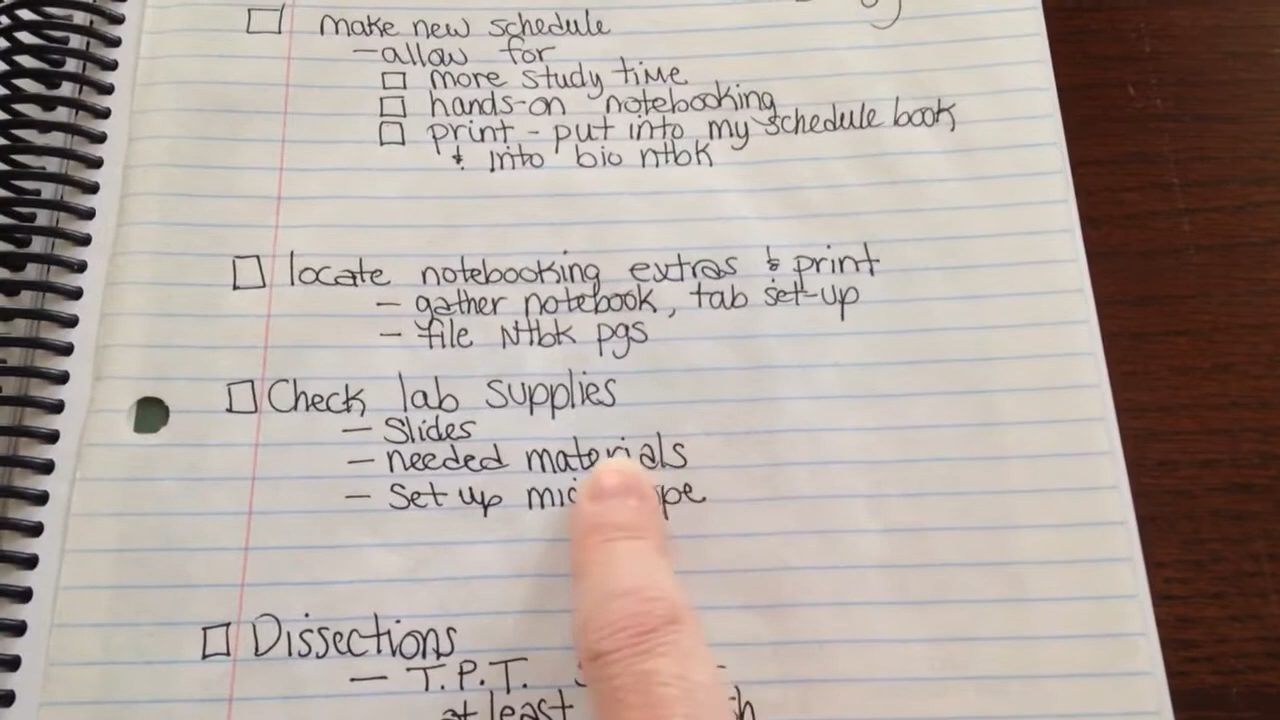 make new schedule
- allow for
more study time
hands-on notebooking
print - put into my schedule book
& into bio ntbk
locate notebooking extras & print
- gather notebook, tab set-up
- file Ntbk pgs
Check lab supplies
- Slides
- needed materials
- Set up
Dissections
- T.P.T.
at least